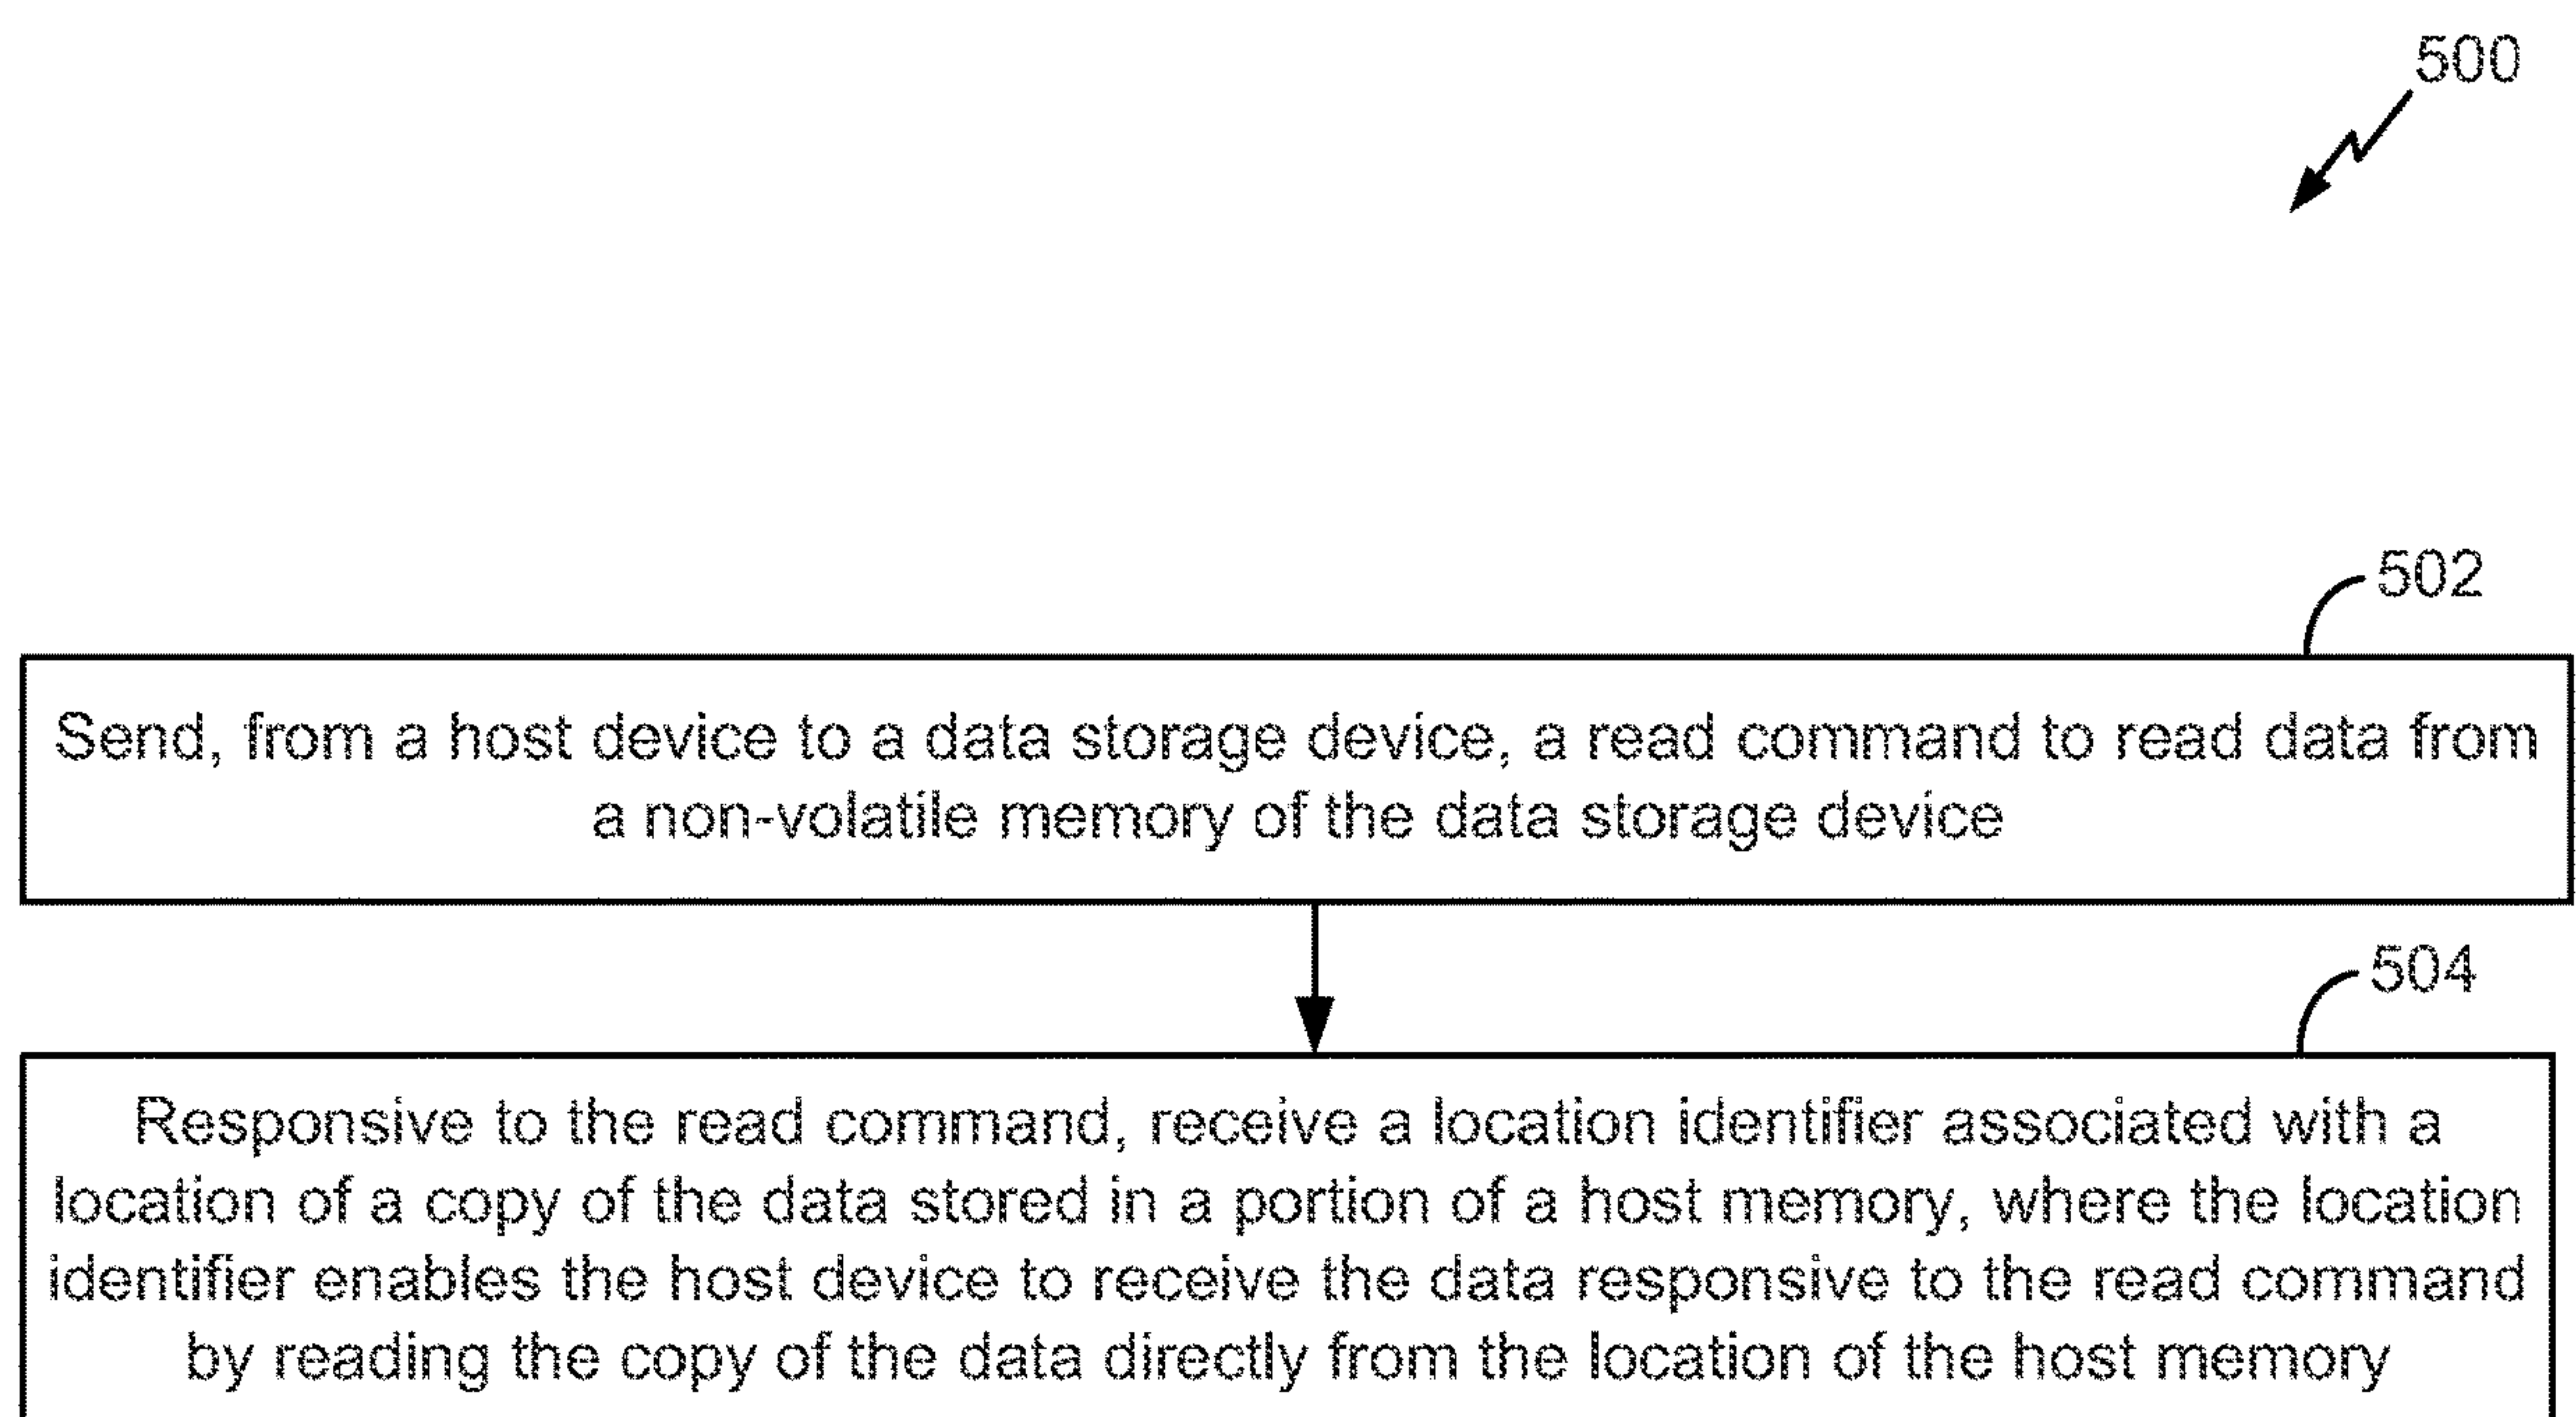 500
502
Send, from a host device to a data storage device, a read command to read data from
a non-volatile memory of the data storage device
504
Responsive to the read command, receive a location identifier associated with a
location of a copy of the data stored in a portion of a host memory, where the location
identifier enables the host device to receive the data responsive to the read command
by reading the copy of the data directly from the location of the host memory